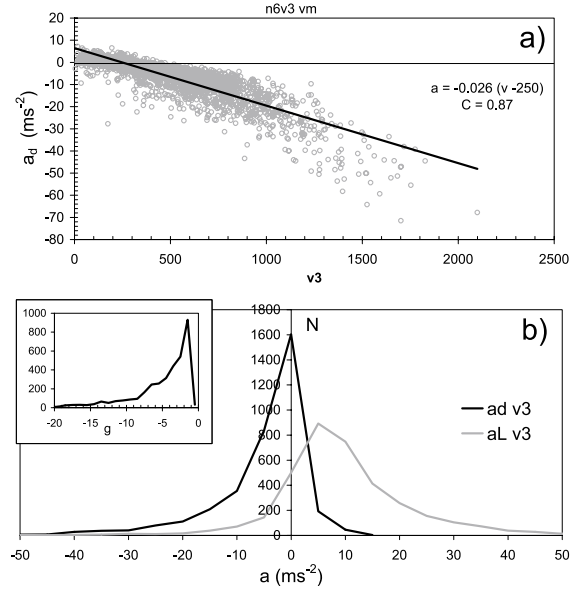 n6v3 vm
a)
20
10
0
-10
-20
-30
-40
-50
-60
-70
-80
a_d (ms⁻²)
a = -0.026 (v -250)
C = 0.87
0 500 1000 1500 2000 2500
v3
b)
N
1800
1600
1400
1200
1000
800
600
400
200
0
1000
800
600
400
200
0
-20 -15 -10 -5 0
g
ad v3
aL v3
-50 -40 -30 -20 -10 0 10 20 30 40 50
a (ms⁻²)